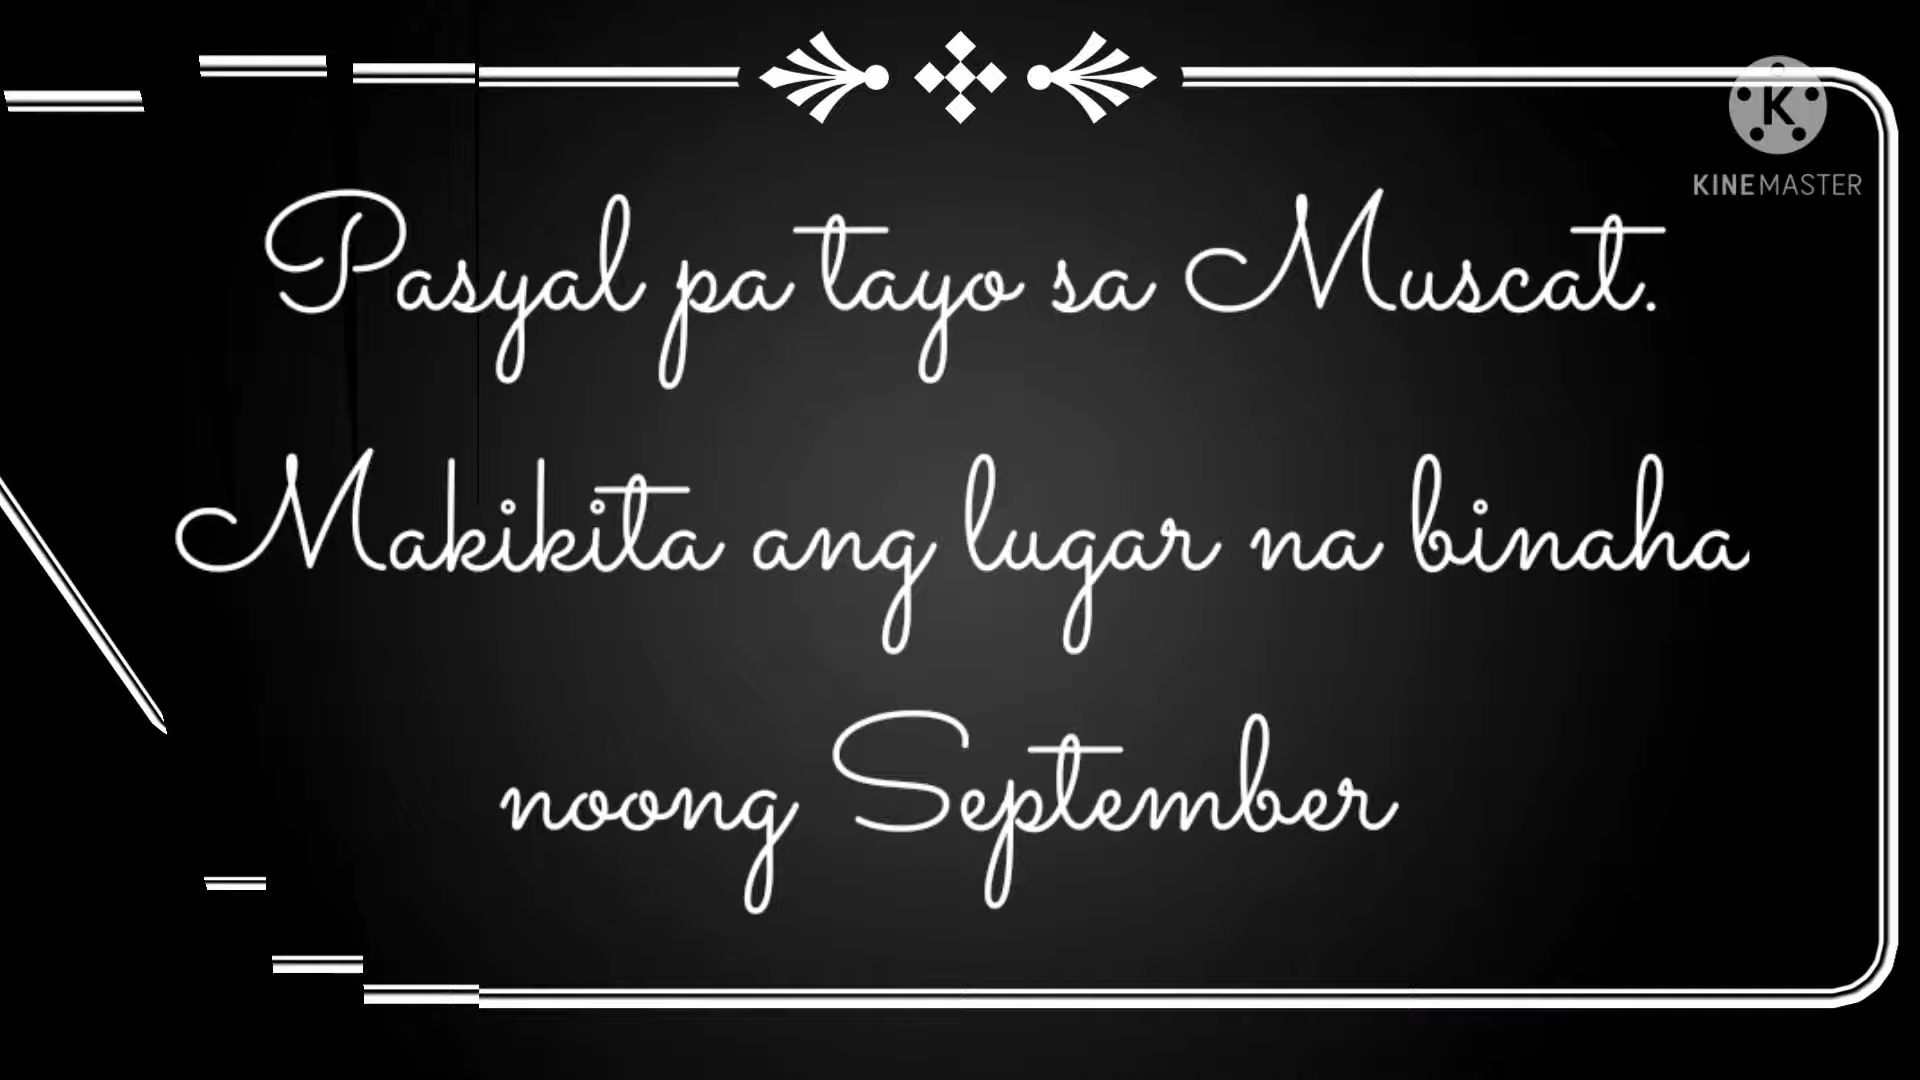 KINEMASTER
Pasyal pa tayo sa Muscat.
Makikita ang lugar na binaha
noong September